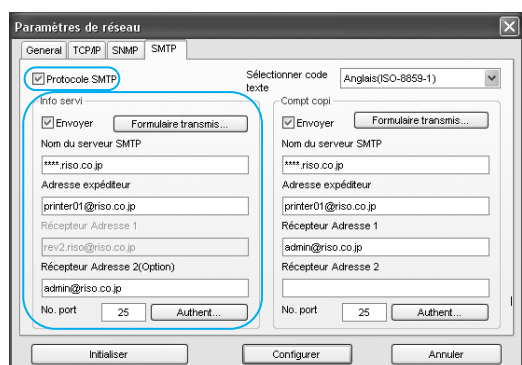 Paramètres de réseau
General TCP/IP SNMP SMTP
Protocole SMTP
Sélectionner code texte
Anglais(ISO-8859-1)
Info servi
Envoyer Formulaire transmis...
Nom du serveur SMTP
****.riso.co.jp
Adresse expéditeur
printer01@riso.co.jp
Récepteur Adresse 1
rev2.riso@riso.co.jp
Récepteur Adresse 2(Option)
admin@riso.co.jp
No. port 25 Authent...
Compt copi
Envoyer Formulaire transmis...
Nom du serveur SMTP
****.riso.co.jp
Adresse expéditeur
printer01@riso.co.jp
Récepteur Adresse 1
admin@riso.co.jp
Récepteur Adresse 2
No. port 25 Authent...
Initialiser Configurer Annuler